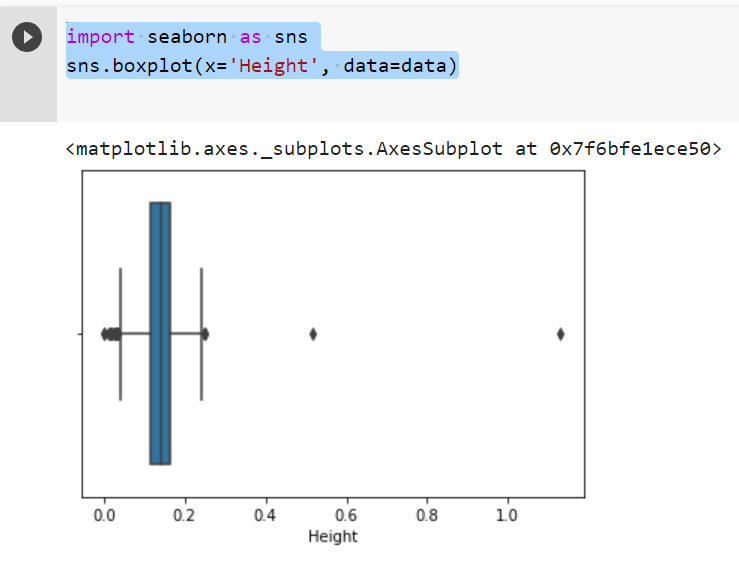 import seaborn as sns
sns.boxplot(x='Height', data=data)
<matplotlib.axes._subplots.AxesSubplot at 0x7f6bfe1ece50>
0.0 0.2 0.4 0.6 0.8 1.0
Height